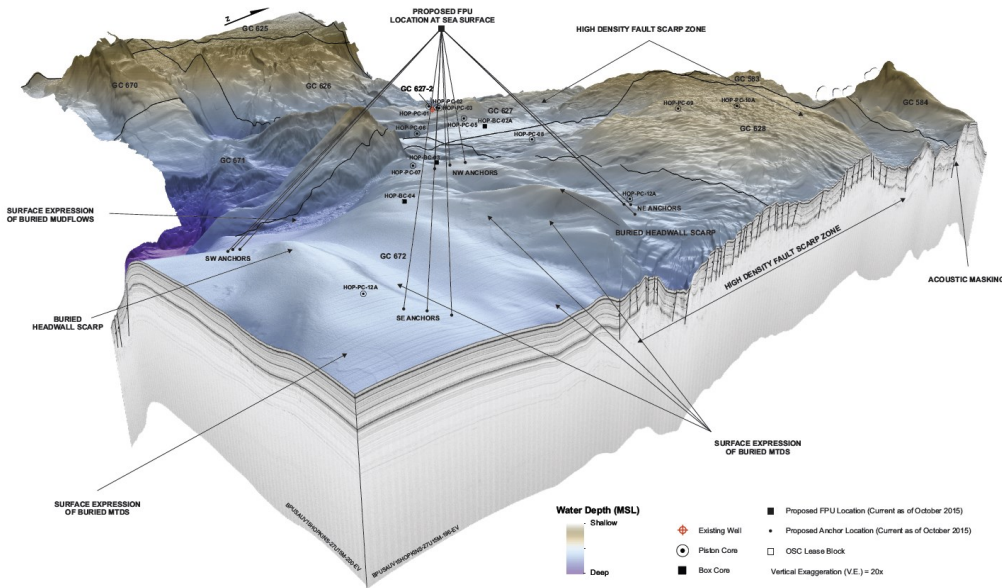 PROPOSED FPU
LOCATION AT SEA SURFACE
HIGH DENSITY FAULT SCARP ZONE
Z
GC 625
GC 670
GC 626
GC 627-2
HOP-PC-02
HOP-PC-01
HOP-PC-03
GC 627
HOP-BC-02A
HOP-PC-05
HOP-PC-06
GC 583
HOP-PC-09
HOP-PC-10A
GC 584
GC 628
GC 671
HOP-PC-07
NW ANCHORS
HOP-BC-04
HOP-PC-12A
NE ANCHORS
SURFACE EXPRESSION
OF BURIED MUDFLOWS
BURIED HEADWALL SCARP
SW ANCHORS
GC 672
HIGH DENSITY FAULT SCARP ZONE
ACOUSTIC MASKING
HOP-PC-13A
BURIED
HEADWALL SCARP
SE ANCHORS
SURFACE EXPRESSION
OF BURIED MTDS
SURFACE EXPRESSION
OF BURIED MTDS
Water Depth (MSL)
Shallow
Deep
Existing Well
Piston Core
Box Core
Proposed FPU Location (Current as of October 2015)
Proposed Anchor Location (Current as of October 2015)
OSC Lease Block
Vertical Exaggeration (V.E.) = 20x